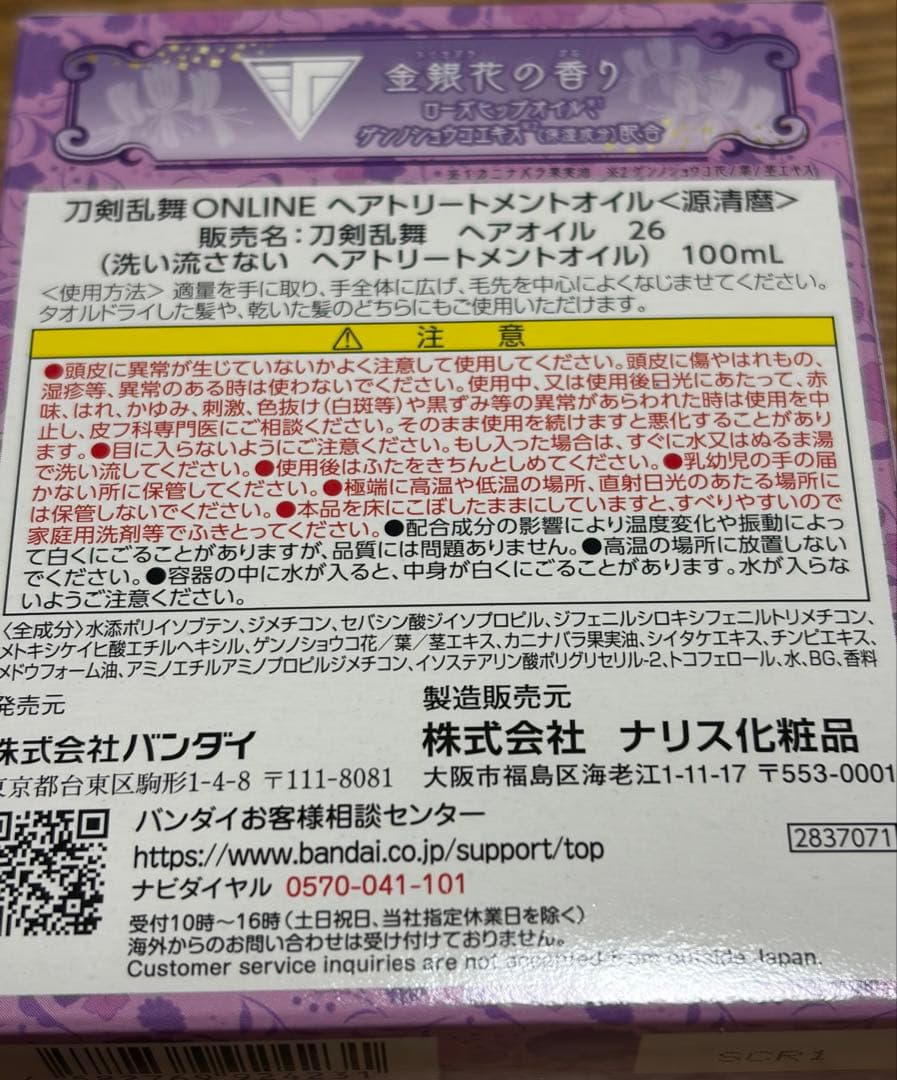 金銀花の香り
ローズヒップオイル
ゲンノショウコエキス(保湿成分)配合
※1カニナバラ果実油 ※2ゲンノショウコ花/葉/茎エキス
刀剣乱舞ONLINE ヘアトリートメントオイル<源清麿>
販売名:刀剣乱舞 ヘアオイル 26
(洗い流さない ヘアトリートメントオイル) 100mL
<使用方法> 適量を手に取り、手全体に広げ、毛先を中心によくなじませてください。
タオルドライした髪や、乾いた髪のどちらにもご使用いただけます。
⚠ 注 意
●頭皮に異常が生じていないかよく注意して使用してください。頭皮に傷やはれもの、
湿疹等、異常のある時は使わないでください。使用中、又は使用後日光にあたって、赤
味、はれ、かゆみ、刺激、色抜け(白斑等)や黒ずみ等の異常があらわれた時は使用を中
止し、皮フ科専門医にご相談ください。そのまま使用を続けますと悪化することがあり
ます。●目に入らないようにご注意ください。もし入った場合は、すぐに水又はぬるま湯
で洗い流してください。●使用後はふたをきちんとしめてください。●乳幼児の手の届
かない所に保管してください。●極端に高温や低温の場所、直射日光のあたる場所に
は保管しないでください。●本品を床にこぼしたままにしていますと、すべりやすいので
家庭用洗剤等でふきとってください。●配合成分の影響により温度変化や振動によっ
て白くにごることがありますが、品質には問題ありません。●高温の場所に放置しない
でください。●容器の中に水が入ると、中身が白くにごることがあります。水が入らな
いようご注意ください。
〈全成分〉水添ポリイソブテン、ジメチコン、セバシン酸ジイソプロピル、ジフェニルシロキシフェニルトリメチコン、
メトキシケイヒ酸エチルヘキシル、ゲンノショウコ花/葉/茎エキス、カニナバラ果実油、シイタケエキス、チンピエキス、
メドウフォーム油、アミノエチルアミノプロピルジメチコン、イソステアリン酸ポリグリセリル-2、トコフェロール、水、BG、香料
発売元
株式会社バンダイ
東京都台東区駒形1-4-8 〒111-8081
製造販売元
株式会社 ナリス化粧品
大阪市福島区海老江1-11-17 〒553-0001
バンダイお客様相談センター
https://www.bandai.co.jp/support/top
ナビダイヤル 0570-041-101
2837071
受付10時〜16時(土日祝日、当社指定休業日を除く)
海外からのお問い合わせは受け付けておりません。
Customer service inquiries are not accepted from outside Japan.
SCR1